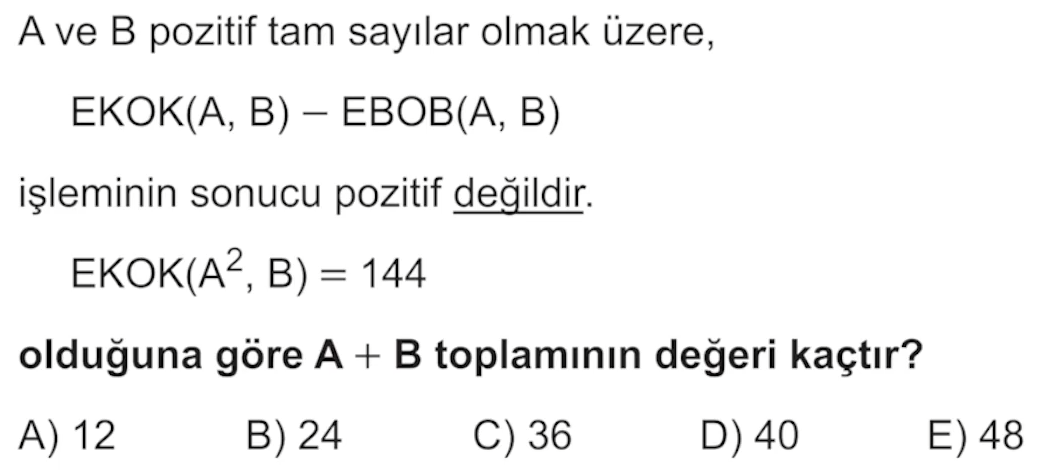 A ve B pozitif tam sayılar olmak üzere,
EKOK(A, B) – EBOB(A, B)
işleminin sonucu pozitif değildir.
EKOK(A², B) = 144
olduğuna göre A + B toplamının değeri kaçtır?
A) 12 B) 24 C) 36 D) 40 E) 48